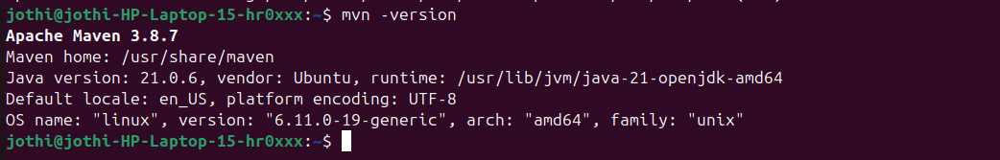 jothi@jothi-HP-Laptop-15-hr0xxx:~$ mvn -version
Apache Maven 3.8.7
Maven home: /usr/share/maven
Java version: 21.0.6, vendor: Ubuntu, runtime: /usr/lib/jvm/java-21-openjdk-amd64
Default locale: en_US, platform encoding: UTF-8
OS name: "linux", version: "6.11.0-19-generic", arch: "amd64", family: "unix"
jothi@jothi-HP-Laptop-15-hr0xxx:~$